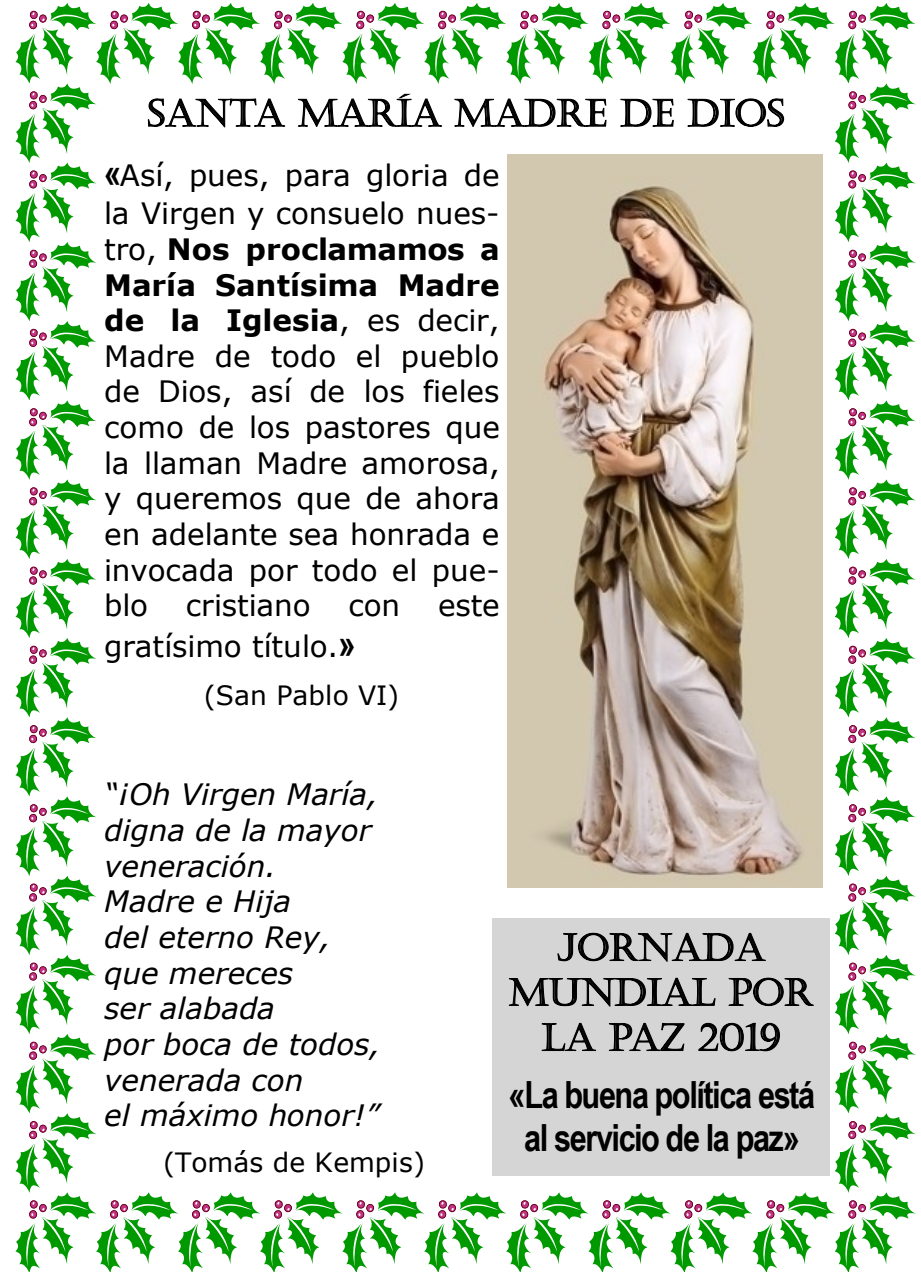 SANTA MARÍA MADRE DE DIOS
«Así, pues, para gloria de
la Virgen y consuelo nues-
tro, Nos proclamamos a
María Santísima Madre
de la Iglesia, es decir,
Madre de todo el pueblo
de Dios, así de los fieles
como de los pastores que
la llaman Madre amorosa,
y queremos que de ahora
en adelante sea honrada e
invocada por todo el pue-
blo cristiano con este
gratísimo título.»
(San Pablo VI)
“¡Oh Virgen María,
digna de la mayor
veneración.
Madre e Hija
del eterno Rey,
que mereces
ser alabada
por boca de todos,
venerada con
el máximo honor!”
(Tomás de Kempis)
JORNADA
MUNDIAL POR
LA PAZ 2019
«La buena política está
al servicio de la paz»